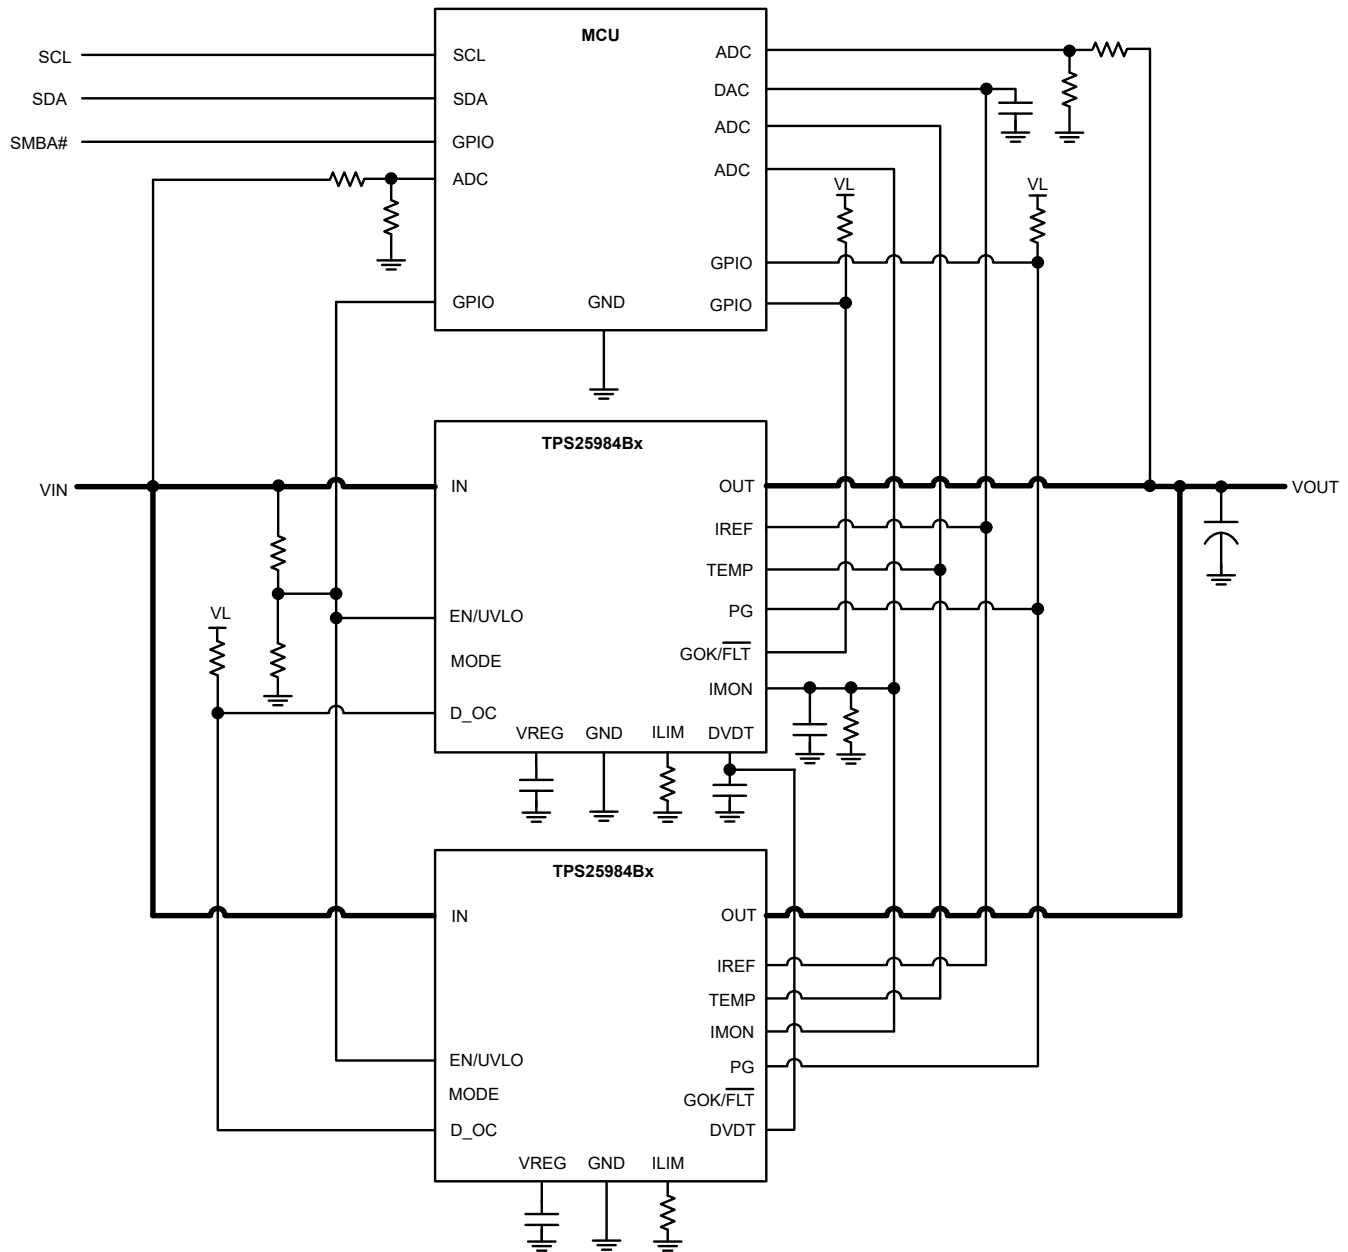 MCU
SCL
SCL
ADC
DAC
SDA
SDA
ADC
SMBA#
GPIO
ADC
ADC
VL
VL
GPIO
GPIO
GND
GPIO
TPS25984Bx
VIN
IN
OUT
VOUT
IREF
TEMP
VL
EN/UVLO
PG
MODE
GOK/FLT
IMON
D_OC
VREG
GND
ILIM
DVDT
TPS25984Bx
IN
OUT
IREF
TEMP
IMON
EN/UVLO
PG
MODE
GOK/FLT
D_OC
DVDT
VREG
GND
ILIM